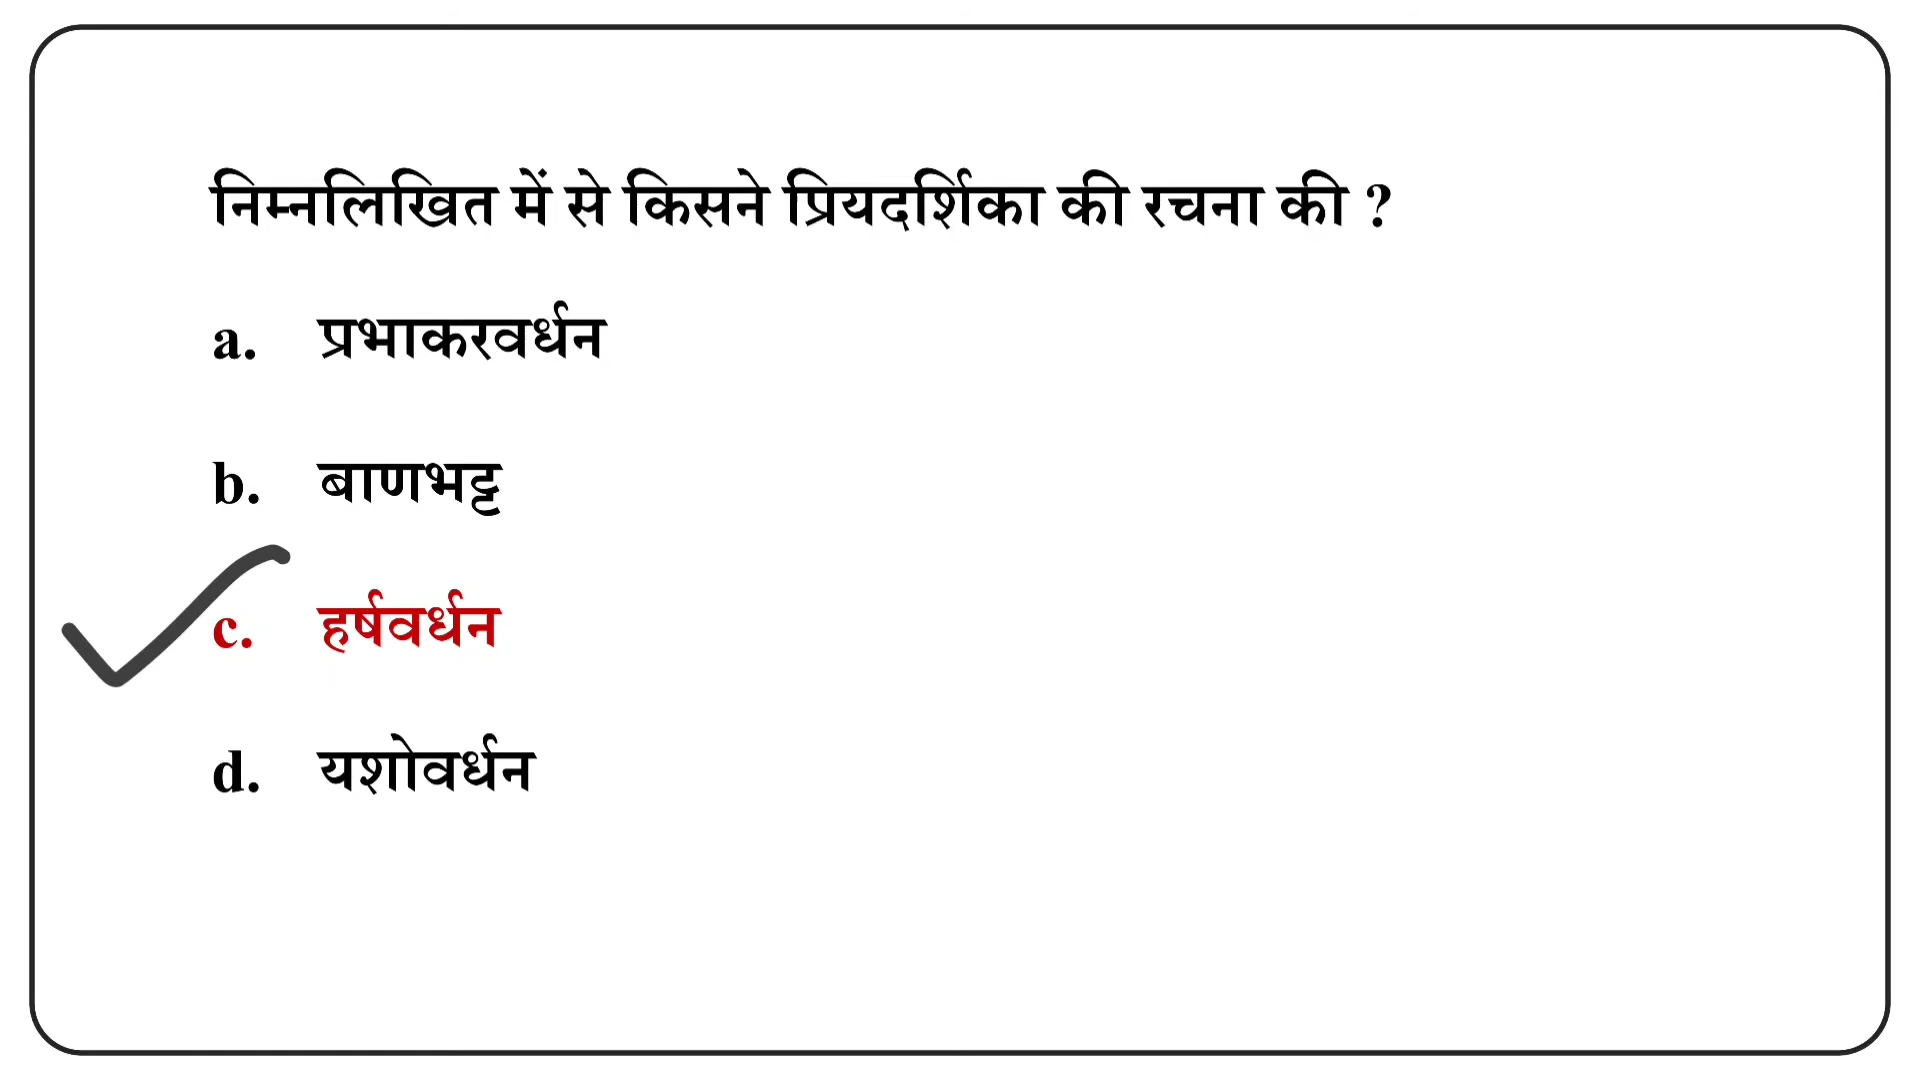 निम्नलिखित में से किसने प्रियदर्शिका की रचना की ?
a. प्रभाकरवर्धन
b. बाणभट्ट
c. हर्षवर्धन
d. यशोवर्धन